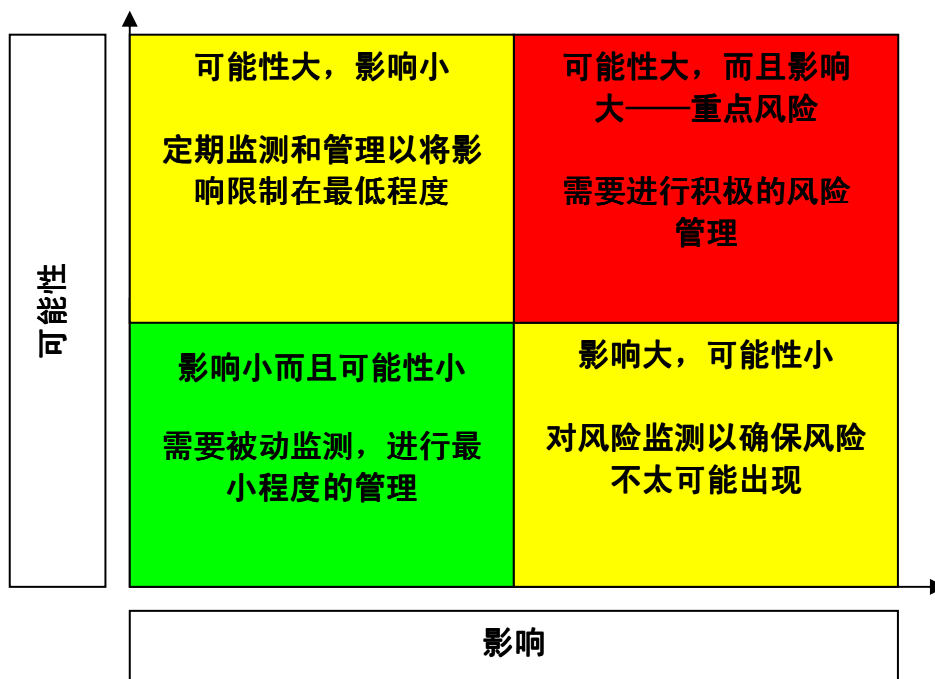 可能性大，影响小
定期监测和管理以将影
响限制在最低程度
可能性大，而且影响
大——重点风险
需要进行积极的风险
管理
可能性
影响小而且可能性小
需要被动监测，进行最
小程度的管理
影响大，可能性小
对风险监测以确保风险
不太可能出现
影响